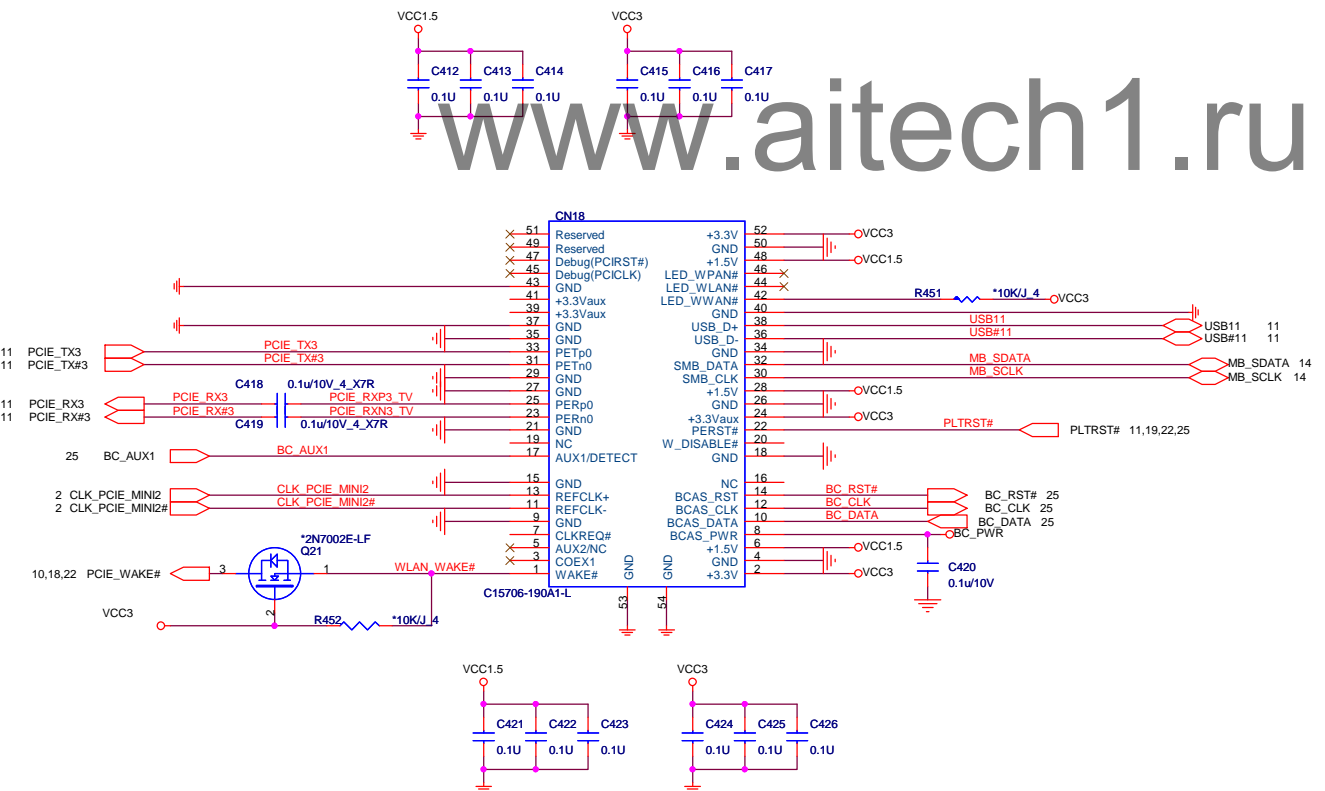 VCC1.5 VCC3
C412 C413 C414 C415 C416 C417
0.1U 0.1U 0.1U 0.1U 0.1U 0.1U
www.aitech1.ru
CN18
51 Reserved +3.3V 52 VCC3
49 Reserved GND 50
47 Debug(PCIRST#) +1.5V 48 VCC1.5
45 Debug(PCICLK) LED_WPAN# 46
43 GND LED_WLAN# 44
41 +3.3Vaux LED_WWAN# 42 R451 *10K/J_4 VCC3
39 +3.3Vaux GND 40
37 GND USB_D+ 38 USB11 USB11 11
35 GND USB_D- 36 USB#11 USB#11 11
11 PCIE_TX3 PCIE_TX3 33 PETp0 GND 34
11 PCIE_TX#3 PCIE_TX#3 31 PETn0 SMB_DATA 32 MB_SDATA MB_SDATA 14
29 GND SMB_CLK 30 MB_SCLK MB_SCLK 14
C418 0.1u/10V_4_X7R 27 GND +1.5V 28 VCC1.5
11 PCIE_RX3 PCIE_RX3 PCIE_RXP3_TV 25 PERp0 GND 26
11 PCIE_RX#3 PCIE_RX#3 PCIE_RXN3_TV 23 PERn0 +3.3Vaux 24 VCC3
C419 0.1u/10V_4_X7R 21 GND PERST# 22 PLTRST# PLTRST# 11,19,22,25
19 NC W_DISABLE# 20
25 BC_AUX1 BC_AUX1 17 AUX1/DETECT GND 18
15 GND NC 16
2 CLK_PCIE_MINI2 CLK_PCIE_MINI2 13 REFCLK+ BCAS_RST 14 BC_RST# BC_RST# 25
2 CLK_PCIE_MINI2# CLK_PCIE_MINI2# 11 REFCLK- BCAS_CLK 12 BC_CLK BC_CLK 25
9 GND BCAS_DATA 10 BC_DATA BC_DATA 25
7 CLKREQ# BCAS_PWR 8 BC_PWR
*2N7002E-LF
Q21
5 AUX2/NC +1.5V 6 VCC1.5
3 COEX1 GND 4
10,18,22 PCIE_WAKE# 3 1 WLAN_WAKE# 1 WAKE# GND GND +3.3V 2 VCC3
C420
0.1u/10V
C15706-190A1-L
2
53 54
VCC3
R452 *10K/J_4
VCC1.5 VCC3
C421 C422 C423 C424 C425 C426
0.1U 0.1U 0.1U 0.1U 0.1U 0.1U